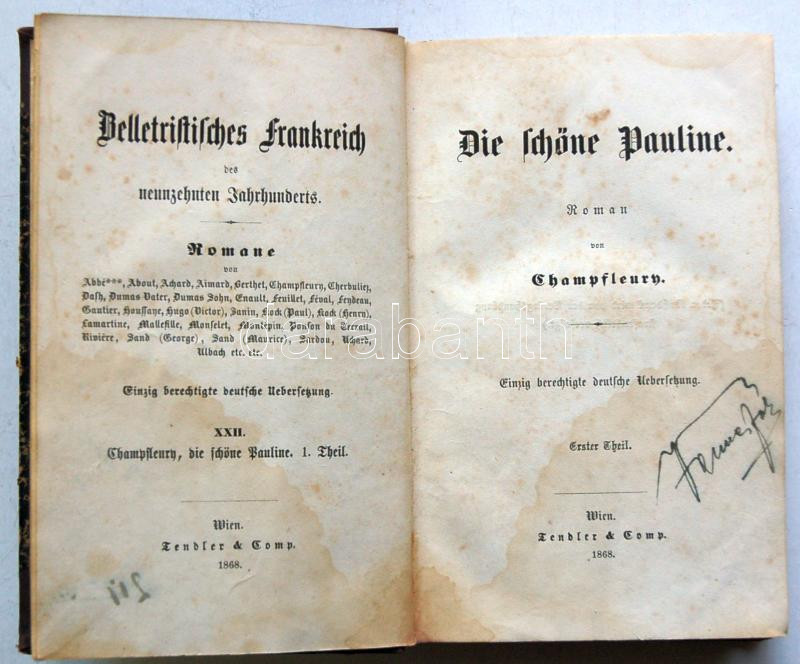 Belletristisches Frankreich
des
neunzehnten Jahrhunderts.
Romane
von
Abbé***, About, Achard, Aimard, Berthet, Champfleury, Cherbuliez,
Dash, Dumas Vater, Dumas Sohn, Enault, Feuillet, Féval, Feydeau,
Gautier, Houssaye, Hugo (Victor), Janin, Kock (Paul), Kock (Henry),
Lamartine, Mallefille, Monselet, Montépin, Ponson du Terrail,
Rivière, Sand (George), Sand (Maurice), Sardou, Uchard,
Ulbach etc. etc.
Einzig berechtigte deutsche Uebersetzung.
XXII.
Champfleury, die schöne Pauline. 1. Theil.
Wien.
Tendler & Comp.
1868.
Die schöne Pauline.
Roman
von
Champfleury.
Einzig berechtigte deutsche Uebersetzung.
Erster Theil.
Wien.
Tendler & Comp.
1868.
darabanth